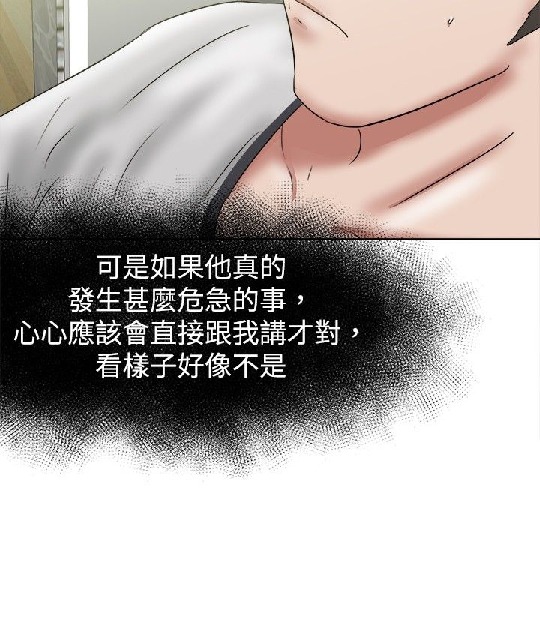 可是如果他真的
發生甚麼危急的事，
心心應該會直接跟我講才對，
看樣子好像不是